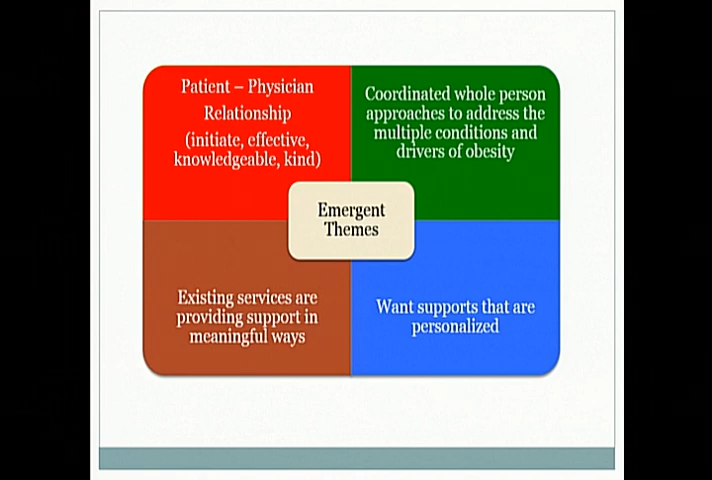 Patient – Physician
Relationship
(initiate, effective,
knowledgeable, kind)
Coordinated whole person
approaches to address the
multiple conditions and
drivers of obesity
Emergent
Themes
Existing services are
providing support in
meaningful ways
Want supports that are
personalized